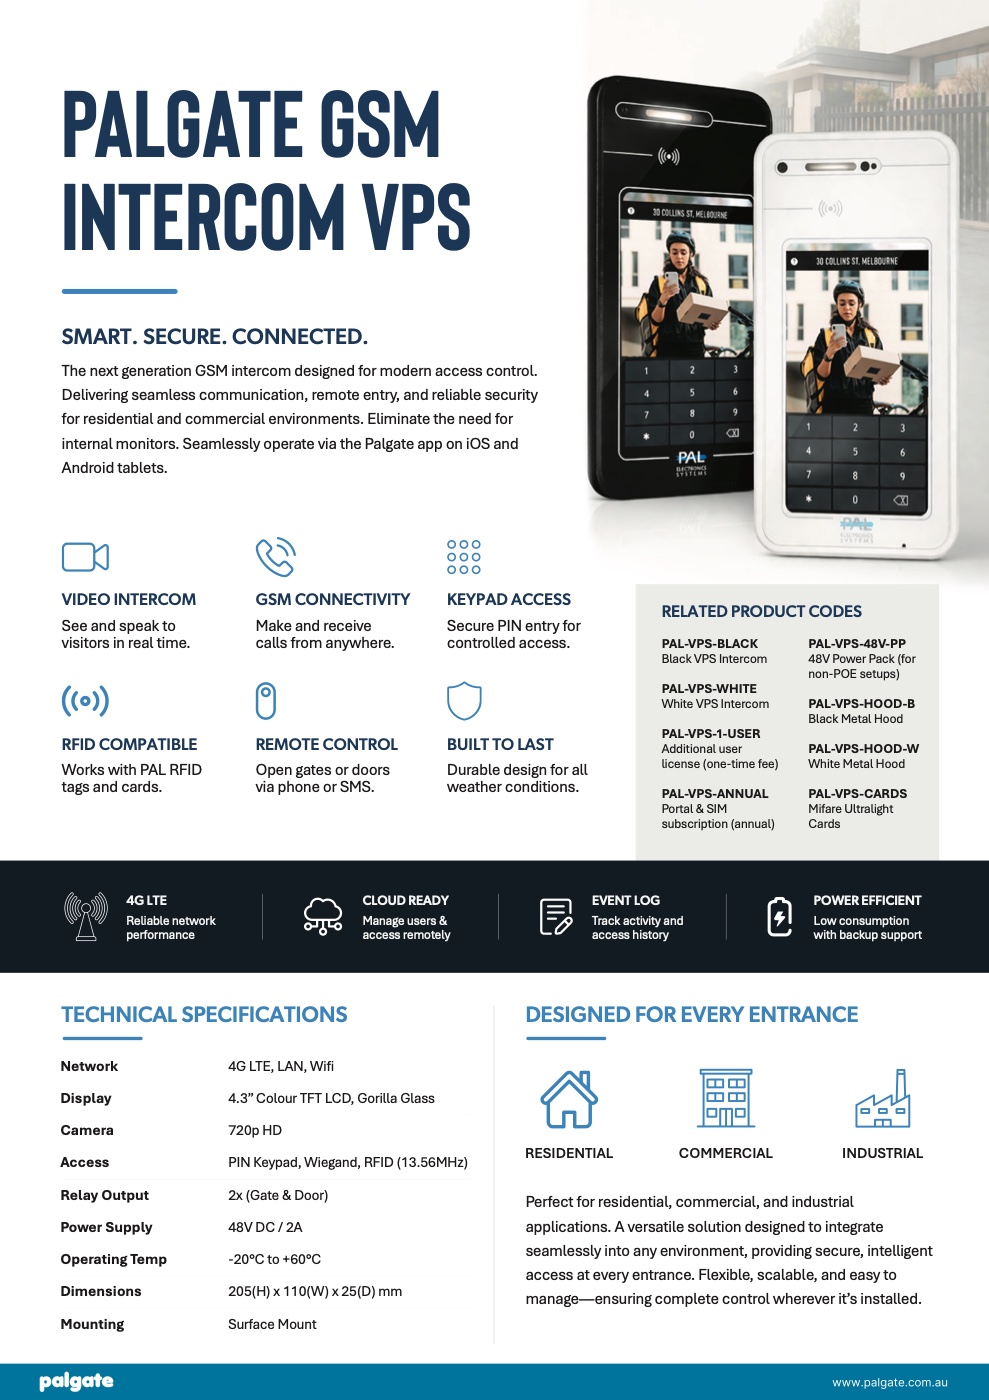 PALGATE GSM
INTERCOM VPS
SMART. SECURE. CONNECTED.
The next generation GSM intercom designed for modern access control.
Delivering seamless communication, remote entry, and reliable security
for residential and commercial environments. Eliminate the need for
internal monitors. Seamlessly operate via the Palgate app on iOS and
Android tablets.
30 COLLINS ST, MELBOURNE
1 2 3
4 5 6
7 8 9
* 0
PAL
ELECTRONICS
SYSTEMS
30 COLLINS ST, MELBOURNE
1 2 3
4 5 6
7 8 9
* 0
PAL
ELECTRONICS
SYSTEMS
VIDEO INTERCOM
See and speak to
visitors in real time.
GSM CONNECTIVITY
Make and receive
calls from anywhere.
KEYPAD ACCESS
Secure PIN entry for
controlled access.
RFID COMPATIBLE
Works with PAL RFID
tags and cards.
REMOTE CONTROL
Open gates or doors
via phone or SMS.
BUILT TO LAST
Durable design for all
weather conditions.
RELATED PRODUCT CODES
PAL-VPS-BLACK
Black VPS Intercom
PAL-VPS-WHITE
White VPS Intercom
PAL-VPS-1-USER
Additional user
license (one-time fee)
PAL-VPS-ANNUAL
Portal & SIM
subscription (annual)
PAL-VPS-48V-PP
48V Power Pack (for
non-POE setups)
PAL-VPS-HOOD-B
Black Metal Hood
PAL-VPS-HOOD-W
White Metal Hood
PAL-VPS-CARDS
Mifare Ultralight
Cards
4G LTE
Reliable network
performance
CLOUD READY
Manage users &
access remotely
EVENT LOG
Track activity and
access history
POWER EFFICIENT
Low consumption
with backup support
TECHNICAL SPECIFICATIONS
Network 4G LTE, LAN, Wifi
Display 4.3” Colour TFT LCD, Gorilla Glass
Camera 720p HD
Access PIN Keypad, Wiegand, RFID (13.56MHz)
Relay Output 2x (Gate & Door)
Power Supply 48V DC / 2A
Operating Temp -20°C to +60°C
Dimensions 205(H) x 110(W) x 25(D) mm
Mounting Surface Mount
DESIGNED FOR EVERY ENTRANCE
RESIDENTIAL COMMERCIAL INDUSTRIAL
Perfect for residential, commercial, and industrial
applications. A versatile solution designed to integrate
seamlessly into any environment, providing secure, intelligent
access at every entrance. Flexible, scalable, and easy to
manage—ensuring complete control wherever it’s installed.
palgate
www.palgate.com.au